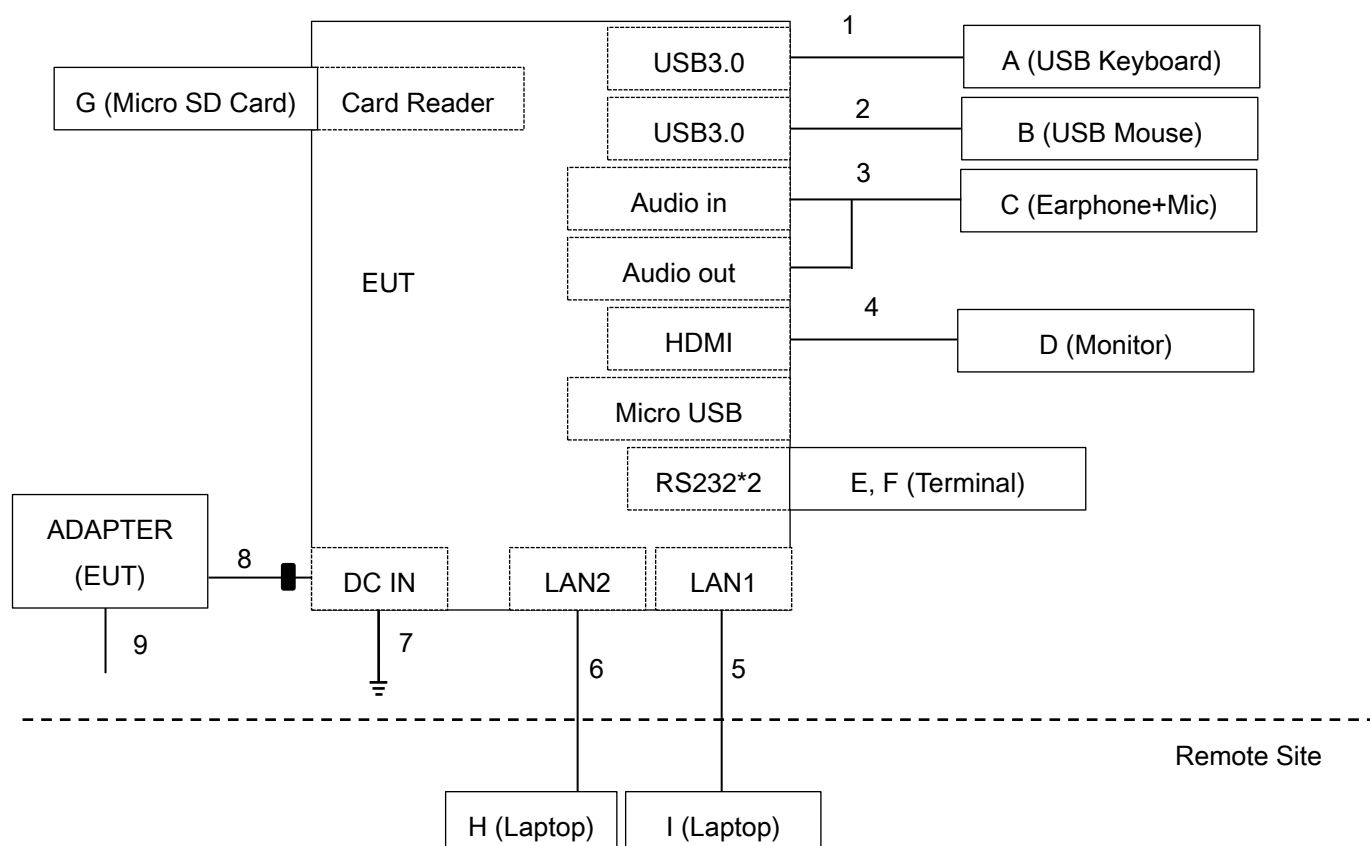 1
USB3.0
A (USB Keyboard)
G (Micro SD Card)
Card Reader
2
USB3.0
B (USB Mouse)
3
Audio in
C (Earphone+Mic)
Audio out
EUT
4
HDMI
D (Monitor)
Micro USB
RS232*2
E, F (Terminal)
ADAPTER
(EUT)
8
DC IN
LAN2
LAN1
9
7
6
5
Remote Site
H (Laptop)
I (Laptop)